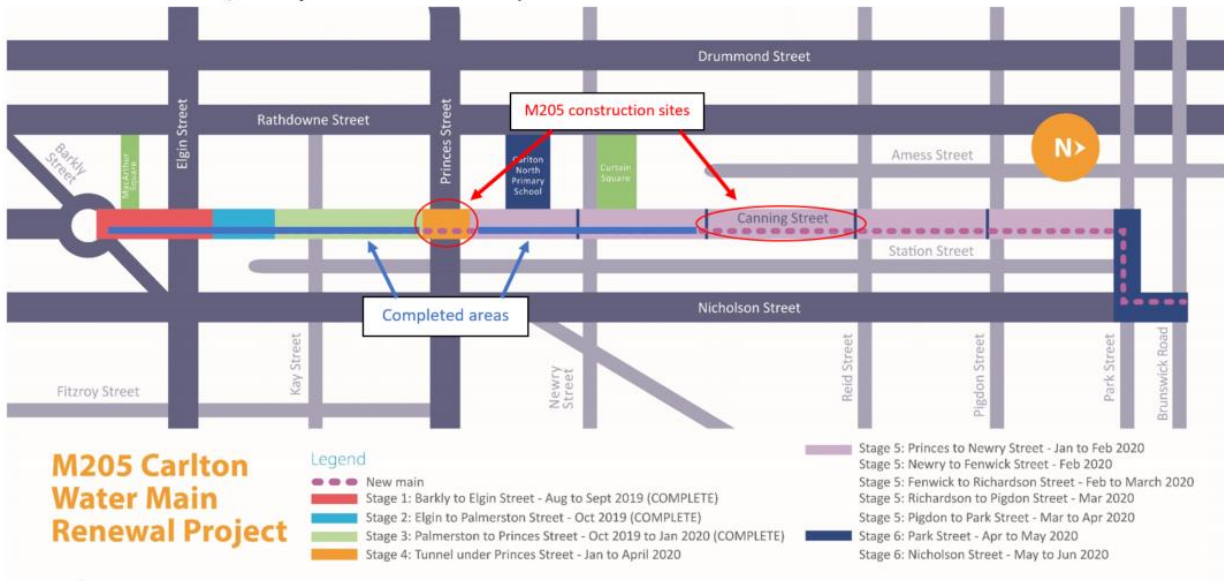 Drummond Street
M205 construction sites
Elgin Street
Rathdowne Street
Princes Street
Barkly
Street
MacArthur
Square
Carlton
North
Primary
School
Curtain
Square
Amess Street
N>
Canning Street
Station Street
Completed areas
Nicholson Street
Kay Street
Fitzroy Street
Newry
Street
Reid Street
Pigdon Street
Park Street
Brunswick Road
M205 Carlton
Water Main
Renewal Project
Legend
New main
Stage 1: Barkly to Elgin Street - Aug to Sept 2019 (COMPLETE)
Stage 2: Elgin to Palmerston Street - Oct 2019 (COMPLETE)
Stage 3: Palmerston to Princes Street - Oct 2019 to Jan 2020 (COMPLETE)
Stage 4: Tunnel under Princes Street - Jan to April 2020
Stage 5: Princes to Newry Street - Jan to Feb 2020
Stage 5: Newry to Fenwick Street - Feb 2020
Stage 5: Fenwick to Richardson Street - Feb to March 2020
Stage 5: Richardson to Pigdon Street - Mar 2020
Stage 5: Pigdon to Park Street - Mar to Apr 2020
Stage 6: Park Street - Apr to May 2020
Stage 6: Nicholson Street - May to Jun 2020